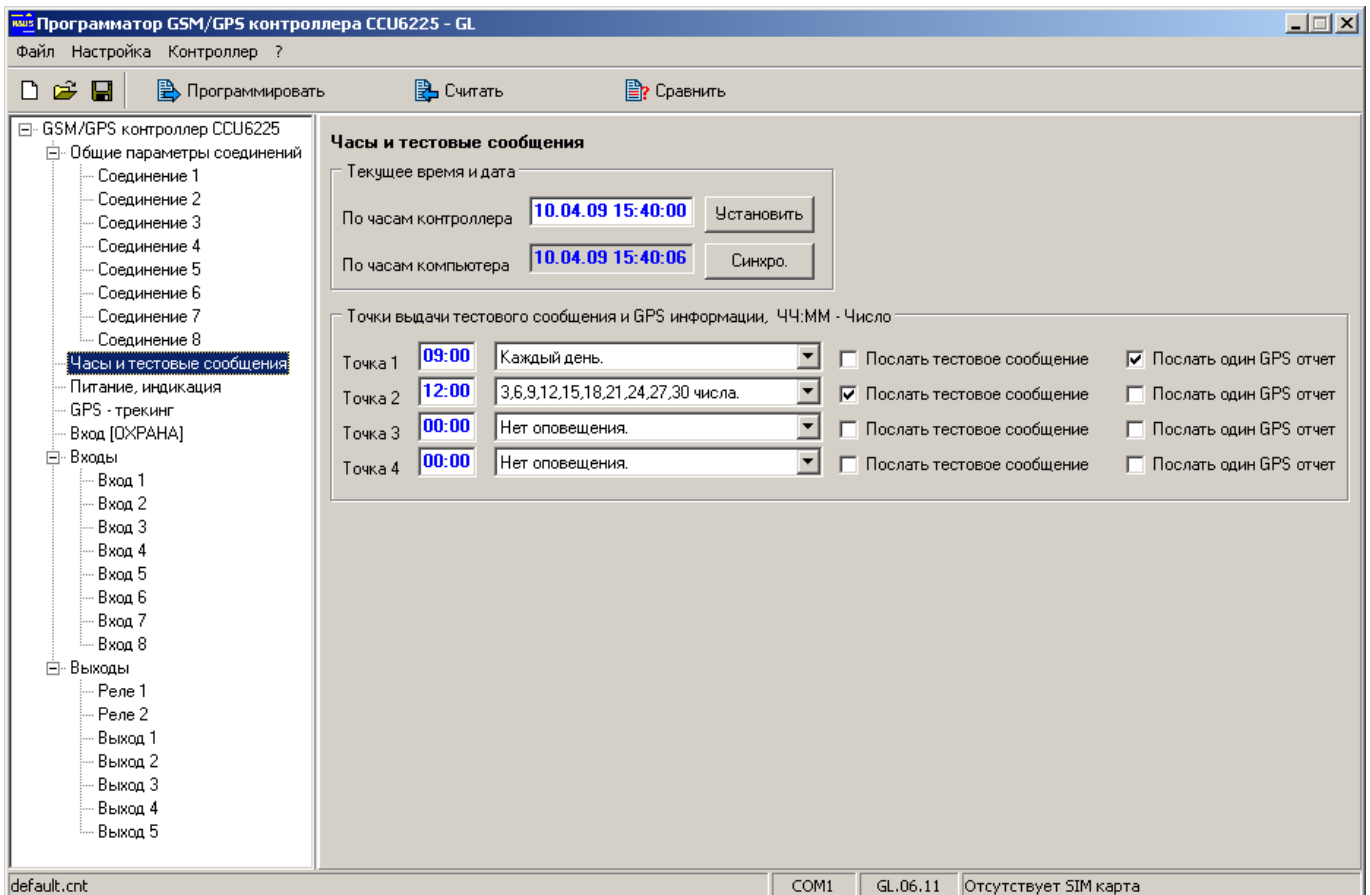 Программатор GSM/GPS контроллера CCU6225 - GL
Файл Настройка Контроллер ?
Программировать Считать Сравнить
GSM/GPS контроллер CCU6225
Общие параметры соединений
Соединение 1
Соединение 2
Соединение 3
Соединение 4
Соединение 5
Соединение 6
Соединение 7
Соединение 8
Часы и тестовые сообщения
Питание, индикация
GPS - трекинг
Вход [ОХРАНА]
Входы
Вход 1
Вход 2
Вход 3
Вход 4
Вход 5
Вход 6
Вход 7
Вход 8
Выходы
Реле 1
Реле 2
Выход 1
Выход 2
Выход 3
Выход 4
Выход 5
Часы и тестовые сообщения
Текущее время и дата
По часам контроллера 10.04.09 15:40:00 Установить
По часам компьютера 10.04.09 15:40:06 Синхро.
Точки выдачи тестового сообщения и GPS информации, ЧЧ:ММ - Число
Точка 1 09:00 Каждый день. Послать тестовое сообщение Послать один GPS отчет
Точка 2 12:00 3,6,9,12,15,18,21,24,27,30 числа. Послать тестовое сообщение Послать один GPS отчет
Точка 3 00:00 Нет оповещения. Послать тестовое сообщение Послать один GPS отчет
Точка 4 00:00 Нет оповещения. Послать тестовое сообщение Послать один GPS отчет
default.cnt COM1 GL.06.11 Отсутствует SIM карта